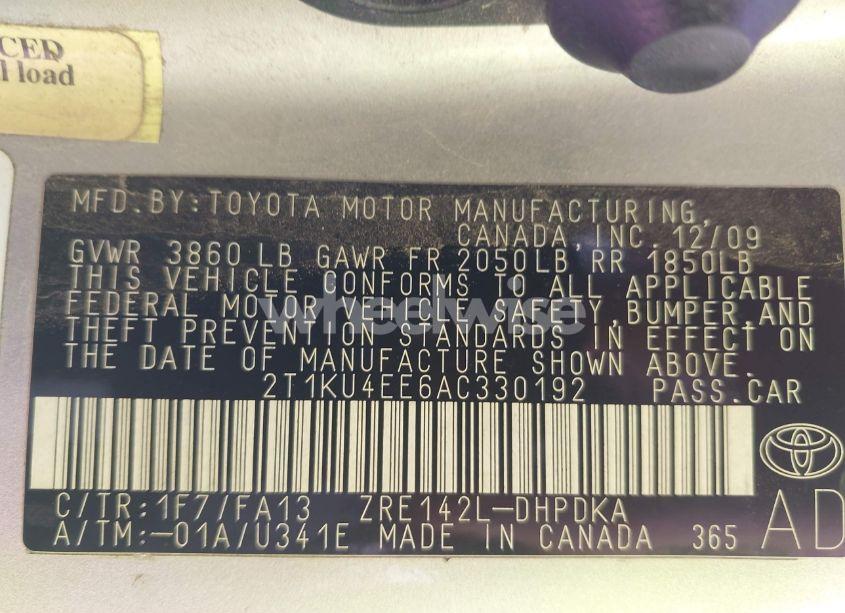 CER
l load
MFD.BY:TOYOTA MOTOR MANUFACTURING,
CANADA,INC. 12/09
GVWR 3860 LB GAWR FR 2050LB RR 1850LB
THIS VEHICLE CONFORMS TO ALL APPLICABLE
FEDERAL MOTOR VEHICLE SAFETY,BUMPER,AND
THEFT PREVENTION STANDARDS IN EFFECT ON
THE DATE OF MANUFACTURE SHOWN ABOVE.
wheelwise
2T1KU4EE6AC330192 PASS.CAR
C/TR:1F7/FA13 ZRE142L-DHPDKA
A/TM:-01A/U341E MADE IN CANADA 365
AD